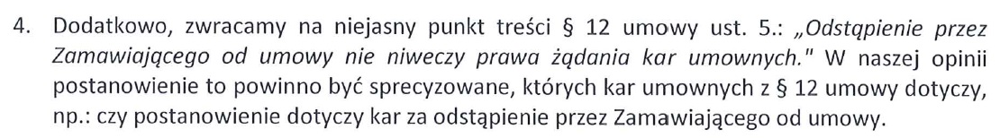 4. Dodatkowo, zwracamy na niejasny punkt treści § 12 umowy ust. 5.: „Odstąpienie przez
Zamawiającego od umowy nie niweczy prawa żądania kar umownych." W naszej opinii
postanowienie to powinno być sprecyzowane, których kar umownych z § 12 umowy dotyczy,
np.: czy postanowienie dotyczy kar za odstąpienie przez Zamawiającego od umowy.